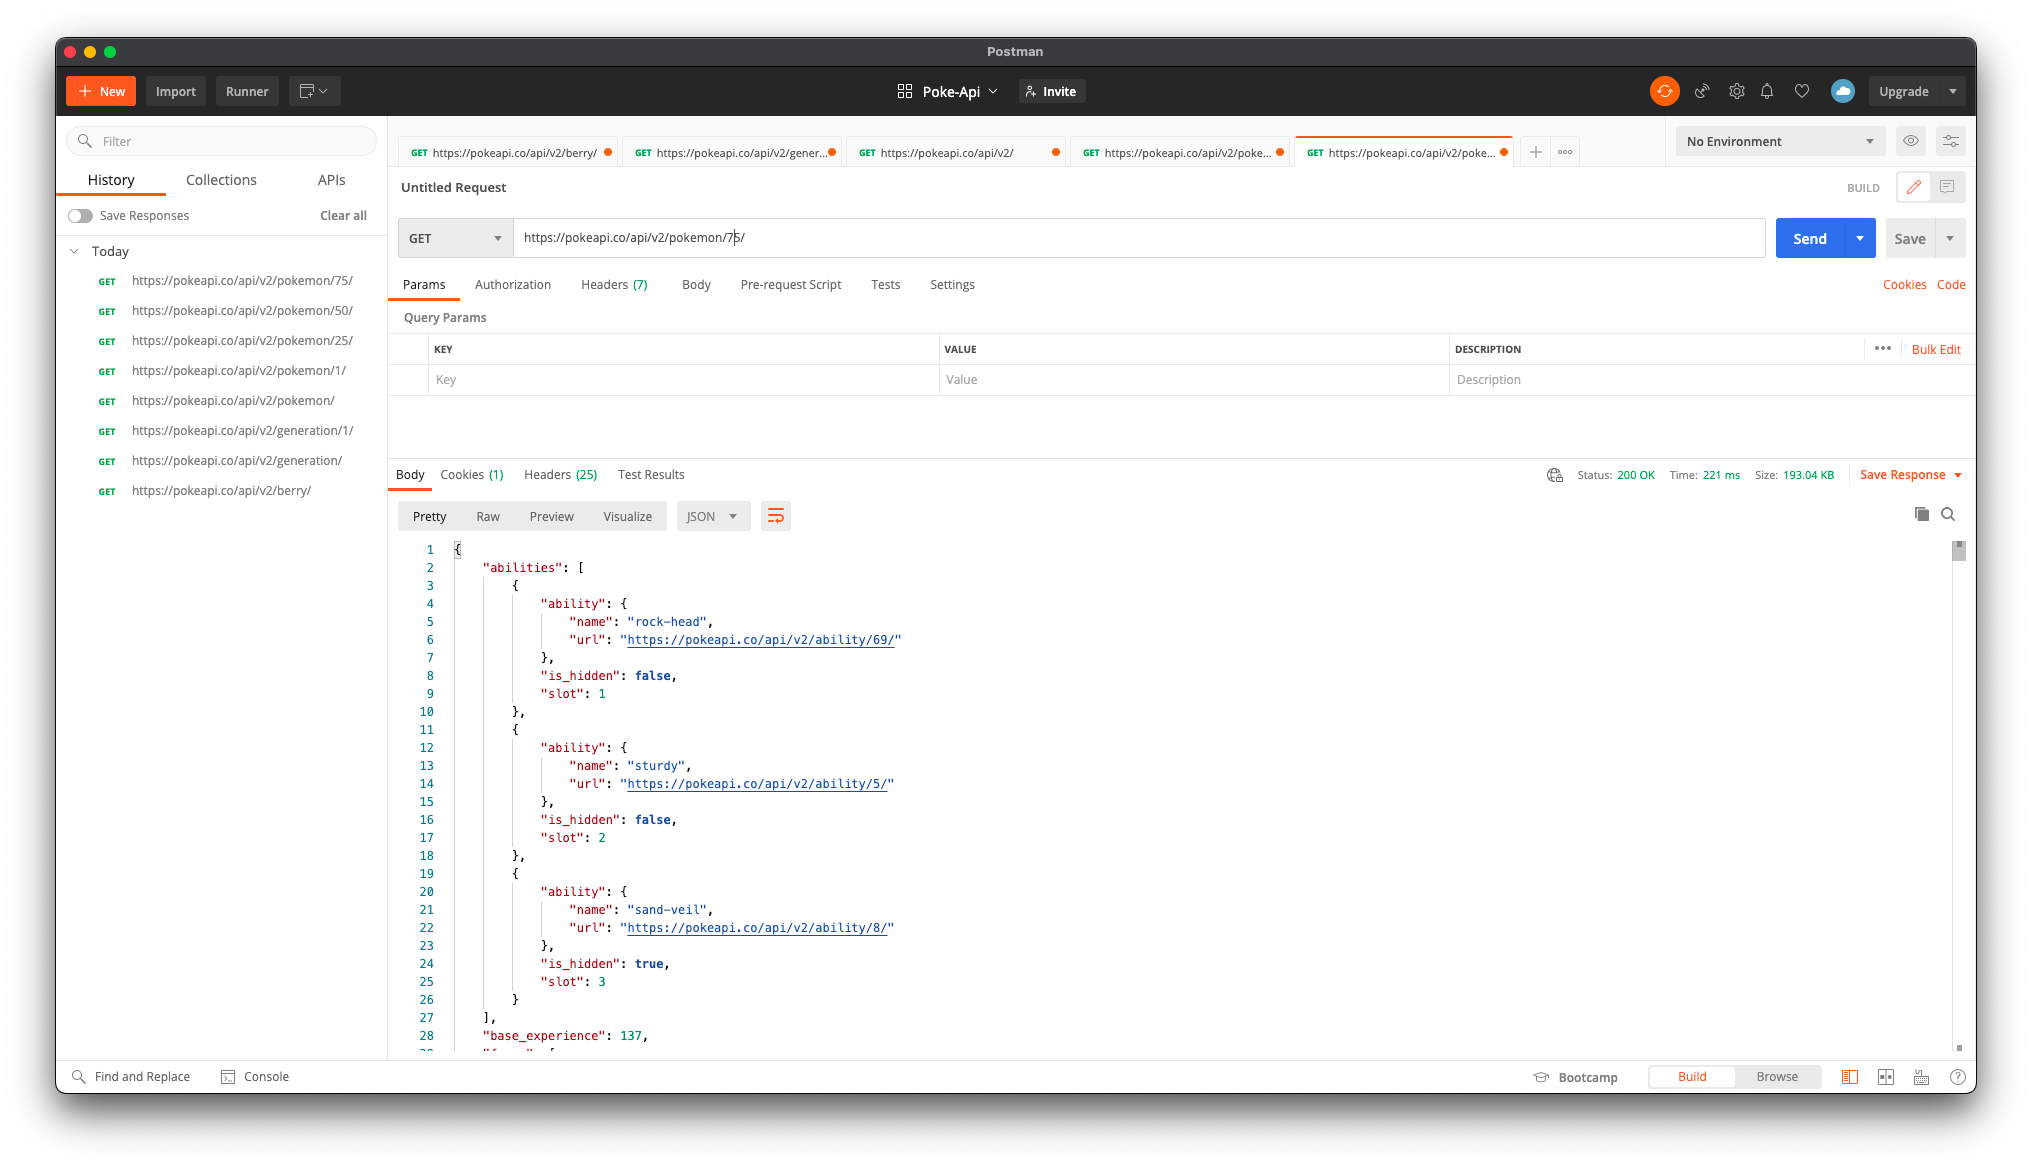 Postman
New Import Runner Poke-Api Invite Upgrade
Filter
History Collections APIs
Save Responses Clear all
Today
GET https://pokeapi.co/api/v2/pokemon/75/
GET https://pokeapi.co/api/v2/pokemon/50/
GET https://pokeapi.co/api/v2/pokemon/25/
GET https://pokeapi.co/api/v2/pokemon/1/
GET https://pokeapi.co/api/v2/pokemon/
GET https://pokeapi.co/api/v2/generation/1/
GET https://pokeapi.co/api/v2/generation/
GET https://pokeapi.co/api/v2/berry/
GET https://pokeapi.co/api/v2/berry/ GET https://pokeapi.co/api/v2/gener... GET https://pokeapi.co/api/v2/ GET https://pokeapi.co/api/v2/poke... GET https://pokeapi.co/api/v2/poke... No Environment
Untitled Request BUILD
GET https://pokeapi.co/api/v2/pokemon/75/ Send Save
Params Authorization Headers (7) Body Pre-request Script Tests Settings Cookies Code
Query Params
KEY VALUE DESCRIPTION Bulk Edit
Key Value Description
Body Cookies (1) Headers (25) Test Results Status: 200 OK Time: 221 ms Size: 193.04 KB Save Response
Pretty Raw Preview Visualize JSON
1 {
2 "abilities": [
3 {
4 "ability": {
5 "name": "rock-head",
6 "url": "https://pokeapi.co/api/v2/ability/69/"
7 },
8 "is_hidden": false,
9 "slot": 1
10 },
11 {
12 "ability": {
13 "name": "sturdy",
14 "url": "https://pokeapi.co/api/v2/ability/5/"
15 },
16 "is_hidden": false,
17 "slot": 2
18 },
19 {
20 "ability": {
21 "name": "sand-veil",
22 "url": "https://pokeapi.co/api/v2/ability/8/"
23 },
24 "is_hidden": true,
25 "slot": 3
26 }
27 ],
28 "base_experience": 137,
Find and Replace Console Bootcamp Build Browse